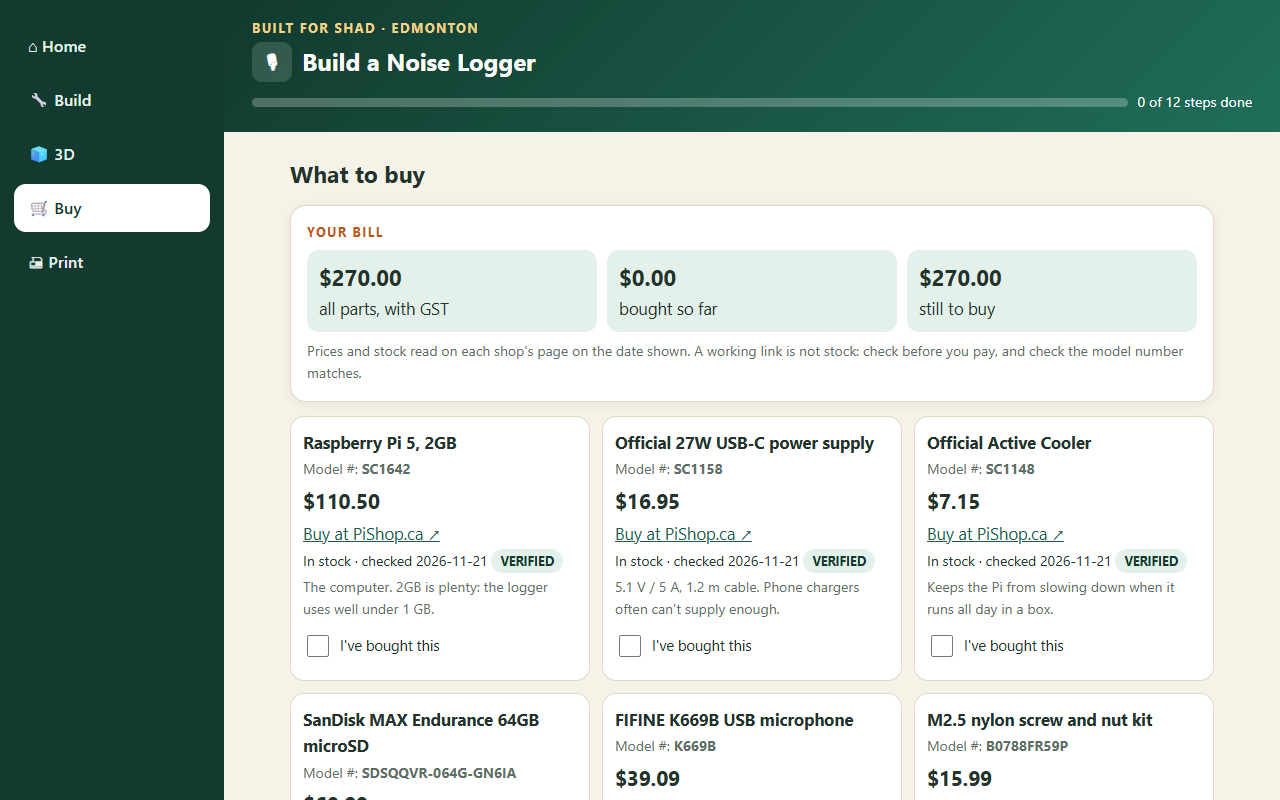 Home
Build
3D
Buy
Print
BUILT FOR SHAD · EDMONTON
Build a Noise Logger
0 of 12 steps done
What to buy
YOUR BILL
$270.00
all parts, with GST
$0.00
bought so far
$270.00
still to buy
Prices and stock read on each shop's page on the date shown. A working link is not stock: check before you pay, and check the model number
matches.
Raspberry Pi 5, 2GB
Model #: SC1642
$110.50
Buy at PiShop.ca ↗
In stock · checked 2026-11-21 VERIFIED
The computer. 2GB is plenty: the logger
uses well under 1 GB.
I've bought this
Official 27W USB-C power supply
Model #: SC1158
$16.95
Buy at PiShop.ca ↗
In stock · checked 2026-11-21 VERIFIED
5.1 V / 5 A, 1.2 m cable. Phone chargers
often can't supply enough.
I've bought this
Official Active Cooler
Model #: SC1148
$7.15
Buy at PiShop.ca ↗
In stock · checked 2026-11-21 VERIFIED
Keeps the Pi from slowing down when it
runs all day in a box.
I've bought this
SanDisk MAX Endurance 64GB
microSD
Model #: SDSQQVR-064G-GN6IA
FIFINE K669B USB microphone
Model #: K669B
$39.09
M2.5 nylon screw and nut kit
Model #: B0788FR59P
$15.99